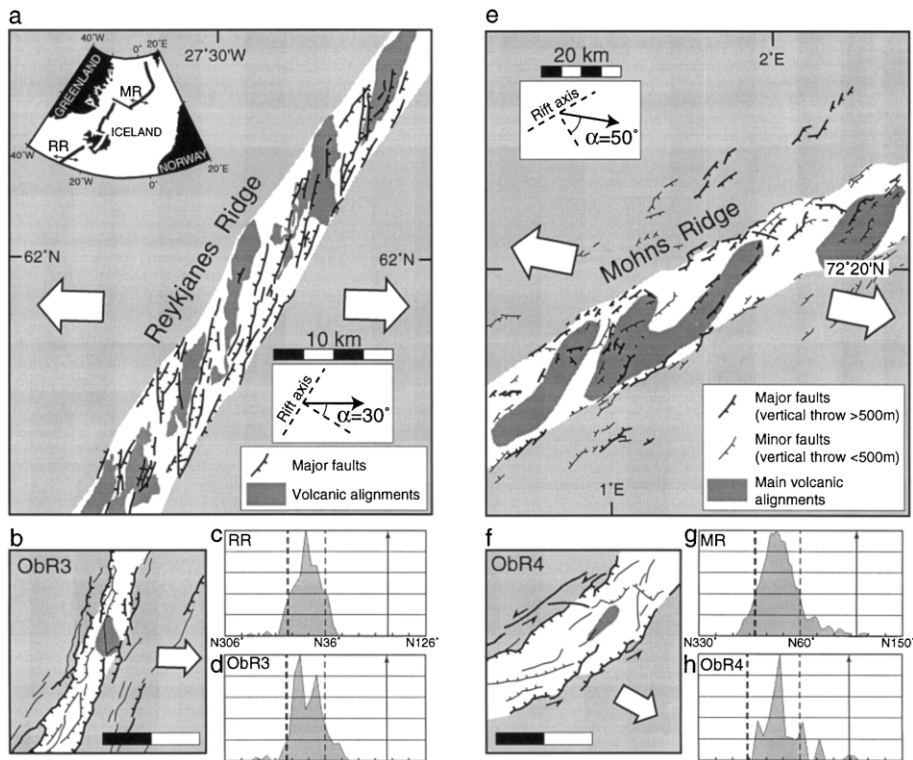 a
40°W
0°
20°E
GREENLAND
MR
ICELAND
RR
NORWAY
40°W
20°W
0°
20°E
27°30'W
Reykjanes Ridge
62°N
62°N
10 km
Rift axis
α=30°
Major faults
Volcanic alignments
e
20 km
2°E
Rift axis
α=50°
Mohns Ridge
72°20'N
Major faults
(vertical throw >500m)
Minor faults
(vertical throw <500m)
Main volcanic
alignments
1°E
b
ObR3
c
RR
N306°
N36°
N126°
d
ObR3
f
ObR4
g
MR
N330°
N60°
N150°
h
ObR4